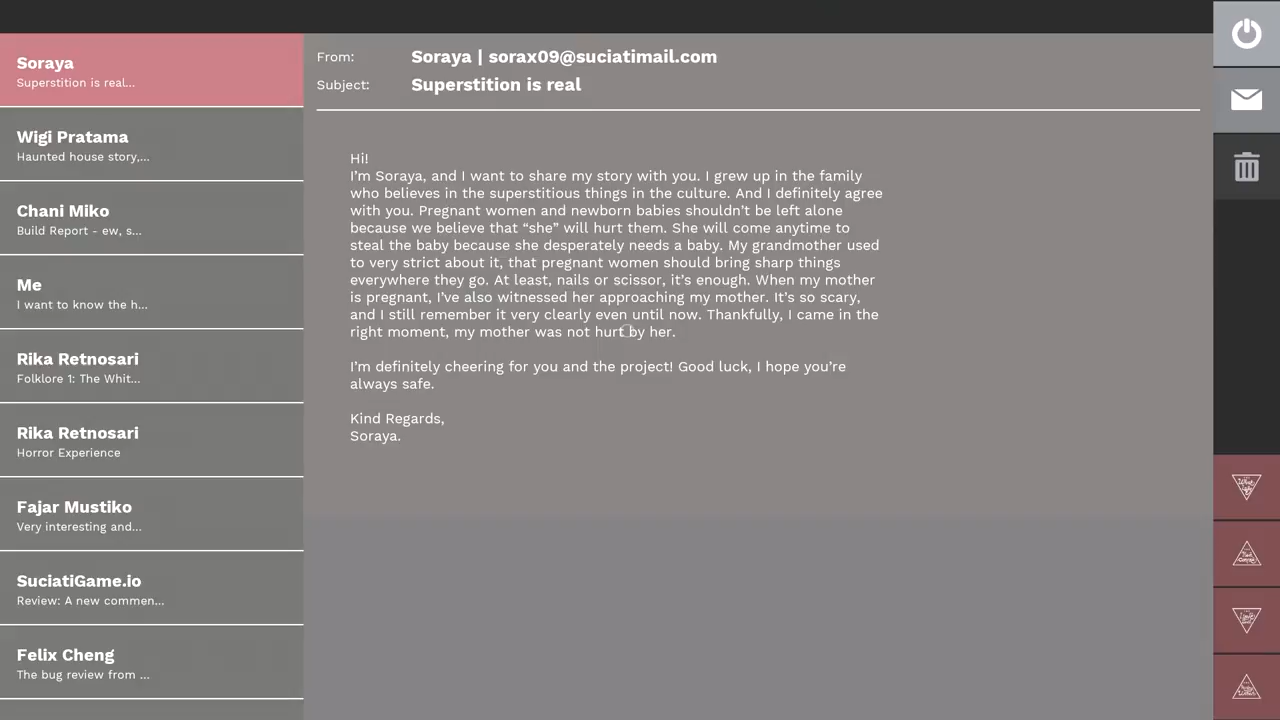 Soraya
Superstition is real...
Wigi Pratama
Haunted house story,...
Chani Miko
Build Report - ew, s...
Me
I want to know the h...
Rika Retnosari
Folklore 1: The Whit...
Rika Retnosari
Horror Experience
Fajar Mustiko
Very interesting and...
SuciatiGame.io
Review: A new commen...
Felix Cheng
The bug review from ...
From: Soraya | sorax09@suciatimail.com
Subject: Superstition is real
Hi!
I'm Soraya, and I want to share my story with you. I grew up in the family
who believes in the superstitious things in the culture. And I definitely agree
with you. Pregnant women and newborn babies shouldn't be left alone
because we believe that “she” will hurt them. She will come anytime to
steal the baby because she desperately needs a baby. My grandmother used
to very strict about it, that pregnant women should bring sharp things
everywhere they go. At least, nails or scissor, it's enough. When my mother
is pregnant, I've also witnessed her approaching my mother. It's so scary,
and I still remember it very clearly even until now. Thankfully, I came in the
right moment, my mother was not hurt by her.
I'm definitely cheering for you and the project! Good luck, I hope you're
always safe.
Kind Regards,
Soraya.